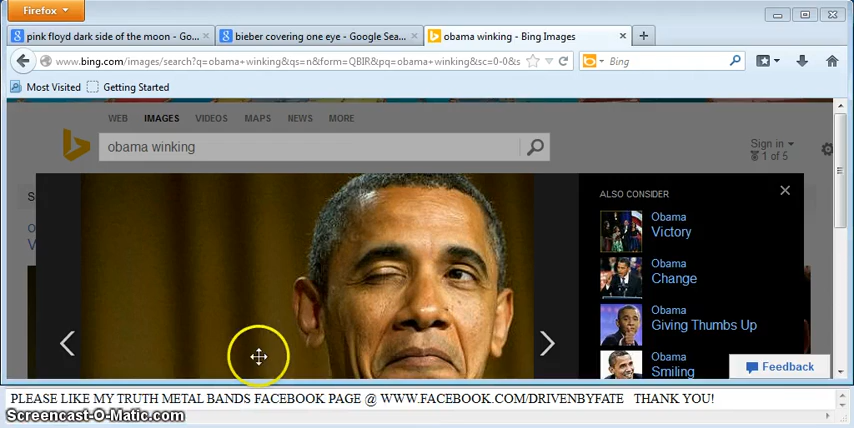 Firefox
pink floyd dark side of the moon - Go...
bieber covering one eye - Google Sear...
obama winking - Bing Images
www.bing.com/images/search?q=obama+winking&qs=n&form=QBIR&pq=obama+winking&sc=0-0&s
Bing
Most Visited
Getting Started
WEB IMAGES VIDEOS MAPS NEWS MORE
obama winking
Sign in
1 of 5
ALSO CONSIDER
Obama
Victory
Obama
Change
Obama
Giving Thumbs Up
Obama
Smiling
Feedback
PLEASE LIKE MY TRUTH METAL BANDS FACEBOOK PAGE @ WWW.FACEBOOK.COM/DRIVENBYFATE THANK YOU!
Screencast-O-Matic.com